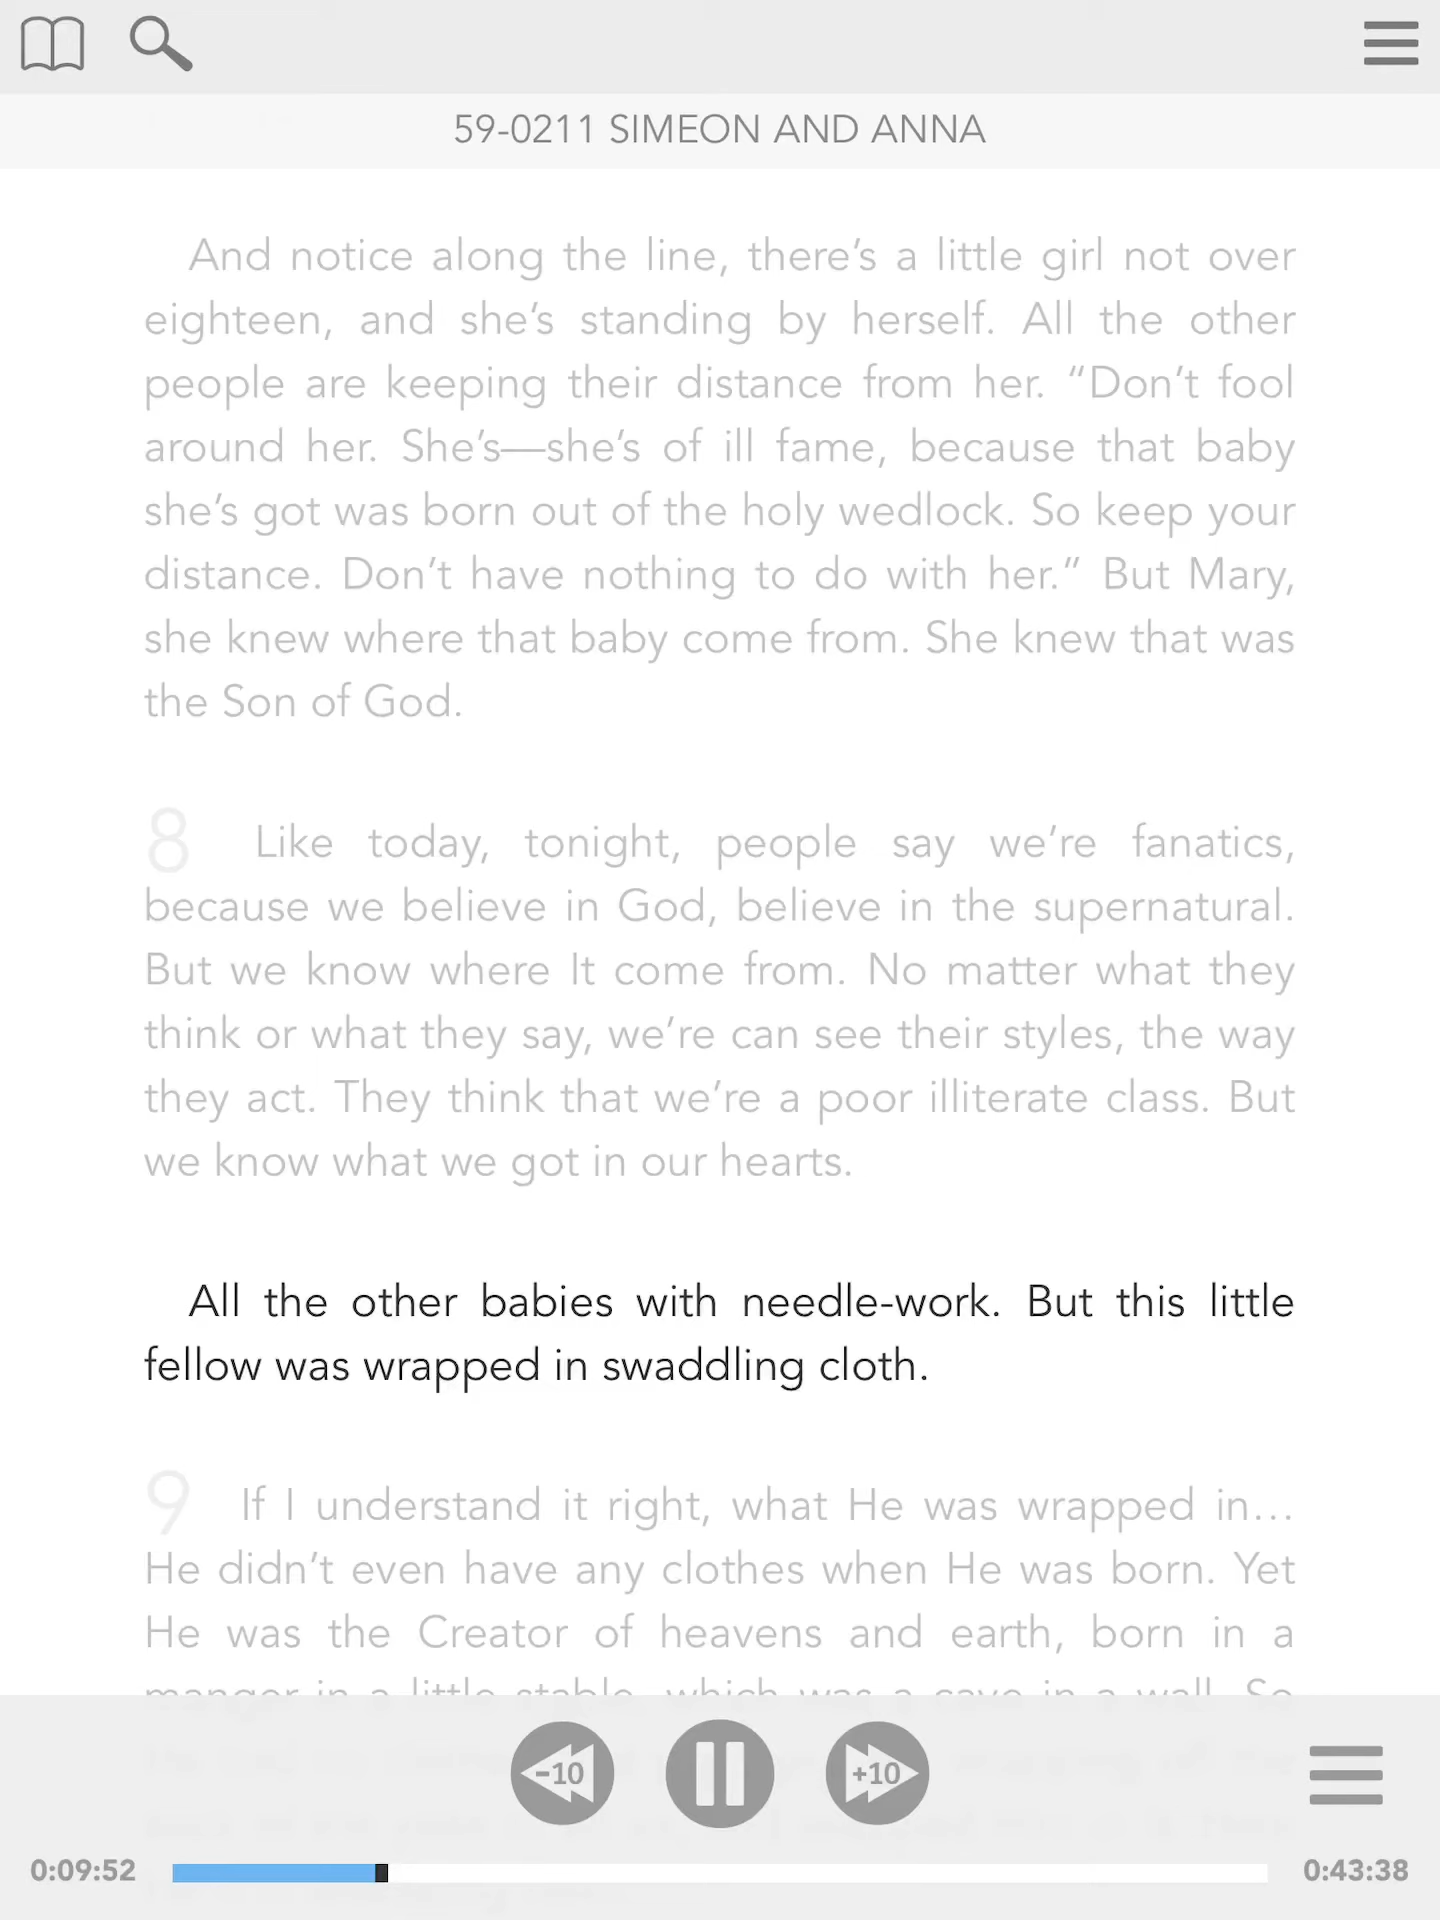 59-0211 SIMEON AND ANNA
And notice along the line, there’s a little girl not over
eighteen, and she’s standing by herself. All the other
people are keeping their distance from her. “Don’t fool
around her. She’s—she’s of ill fame, because that baby
she’s got was born out of the holy wedlock. So keep your
distance. Don’t have nothing to do with her.” But Mary,
she knew where that baby come from. She knew that was
the Son of God.
8 Like today, tonight, people say we’re fanatics,
because we believe in God, believe in the supernatural.
But we know where It come from. No matter what they
think or what they say, we’re can see their styles, the way
they act. They think that we’re a poor illiterate class. But
we know what we got in our hearts.
All the other babies with needle-work. But this little
fellow was wrapped in swaddling cloth.
9 If I understand it right, what He was wrapped in…
He didn’t even have any clothes when He was born. Yet
He was the Creator of heavens and earth, born in a
manger in a little stable, which was a cave in a wall. So
-10 +10
0:09:52 0:43:38